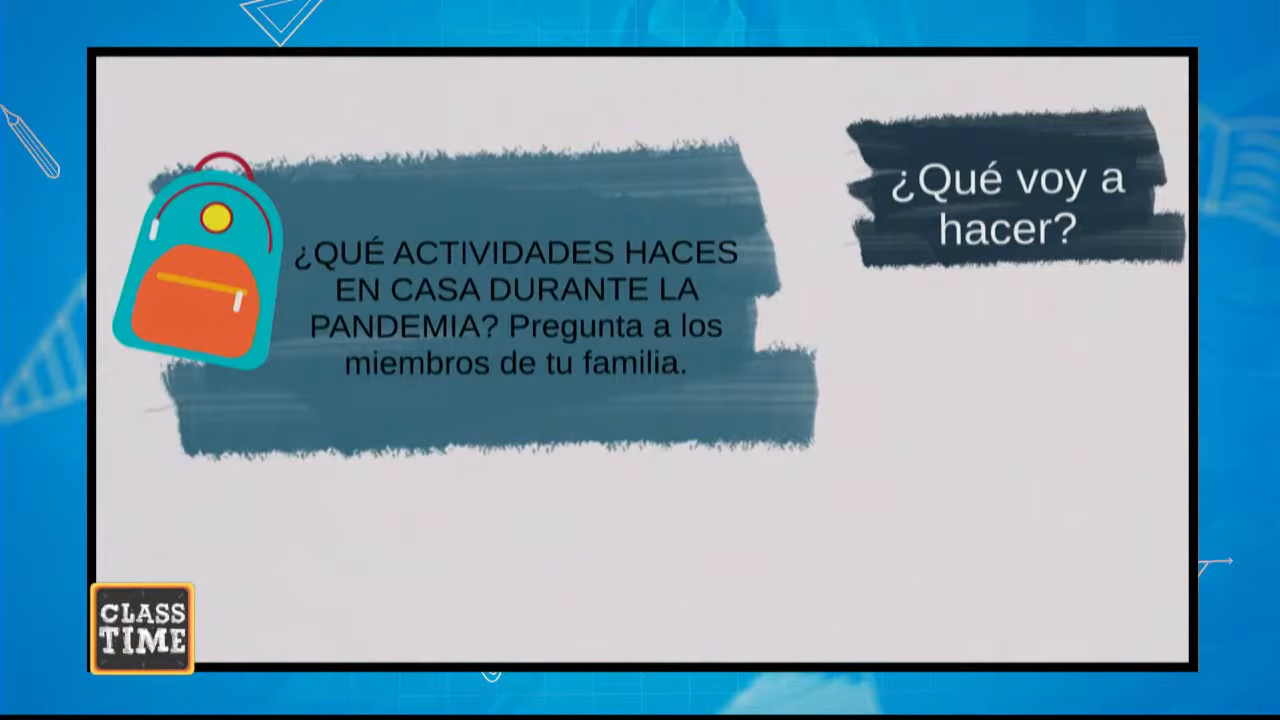 ¿QUÉ ACTIVIDADES HACES
EN CASA DURANTE LA
PANDEMIA? Pregunta a los
miembros de tu familia.
¿Qué voy a
hacer?
CLASS
TIME